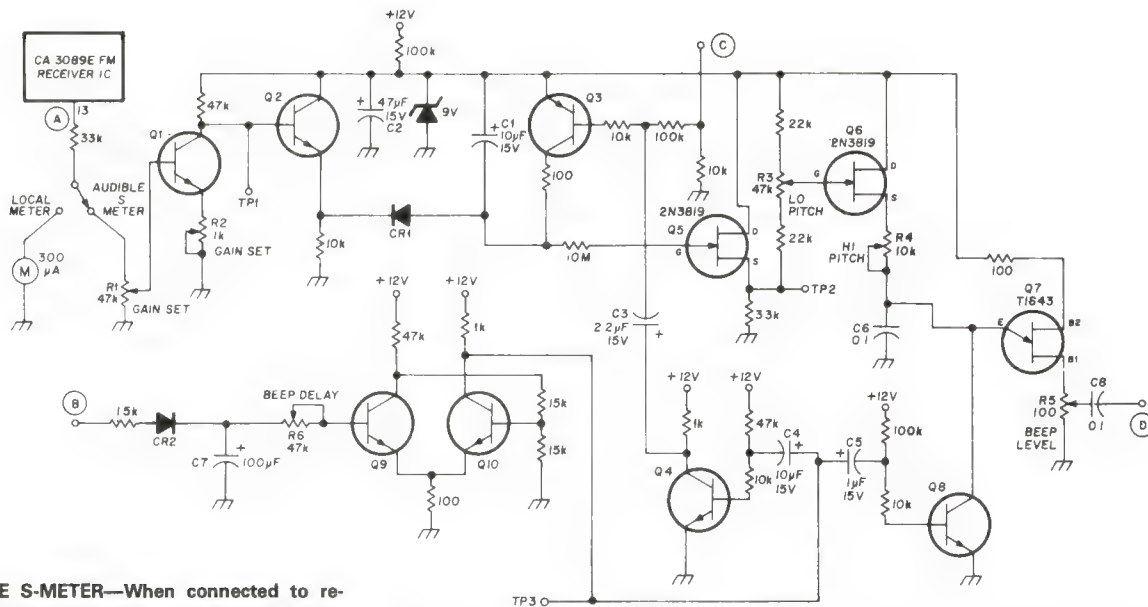 +12V
100k
C
CA 3089E FM
RECEIVER IC
13
A
33k
47k
Q1
Q2
47µF
15V
C2
9V
C1
10µF
15V
Q3
10k
100k
10k
100
22k
Q6
2N3819
G
D
S
R3
47k
LO
PITCH
22k
LOCAL
METER
AUDIBLE
S
METER
TP1
R2
1k
GAIN SET
10k
CR1
10M
2N3819
Q5
G
D
S
TP2
33k
R4
10k
HI
PITCH
100
Q7
T1S43
E
B2
B1
M
300
µA
R1
47k
GAIN SET
C3
2.2µF
15V
C6
0.1
R5
100
BEEP
LEVEL
C8
0.1
D
+12V
47k
+12V
1k
B
15k
CR2
BEEP DELAY
R6
47k
C7
100µF
Q9
Q10
15k
15k
100
+12V
1k
+12V
47k
Q4
10k
C4
10µF
15V
C5
1µF
15V
+12V
100k
10k
Q8
E S-METER—When connected to re-
TP3